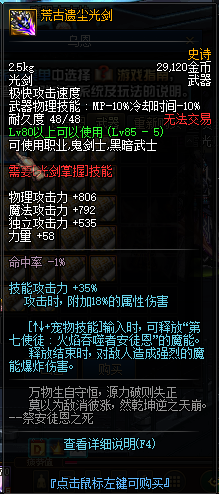 荒古遗尘光剑
史诗
2.5kg
29,120金币
光剑
武器
极快攻击速度
武器物理技能：MP-10%冷却时间-10%
耐久度 48/48
无法交易
Lv80以上可以使用 (Lv85 - 5)
可使用职业,鬼剑士,黑暗武士
需要[光剑掌握]技能
物理攻击力 +806
魔法攻击力 +792
独立攻击力 +535
力量 +58
命中率 -1%
技能攻击力 +35%
攻击时，附加18%的属性伤害
[↑↓+宠物技能]输入时，可释放“第
七使徒：火焰吞噬者安徒恩”的魔能。
释放结束时，对敌人造成强烈的魔
能爆炸伤害。
万物生自守恒，源力破则失正
莫以为敌消彼涨，然乾坤逆之天崩。
--祭安徒恩之死
查看详细说明(F4)
『点击鼠标左键可购买』